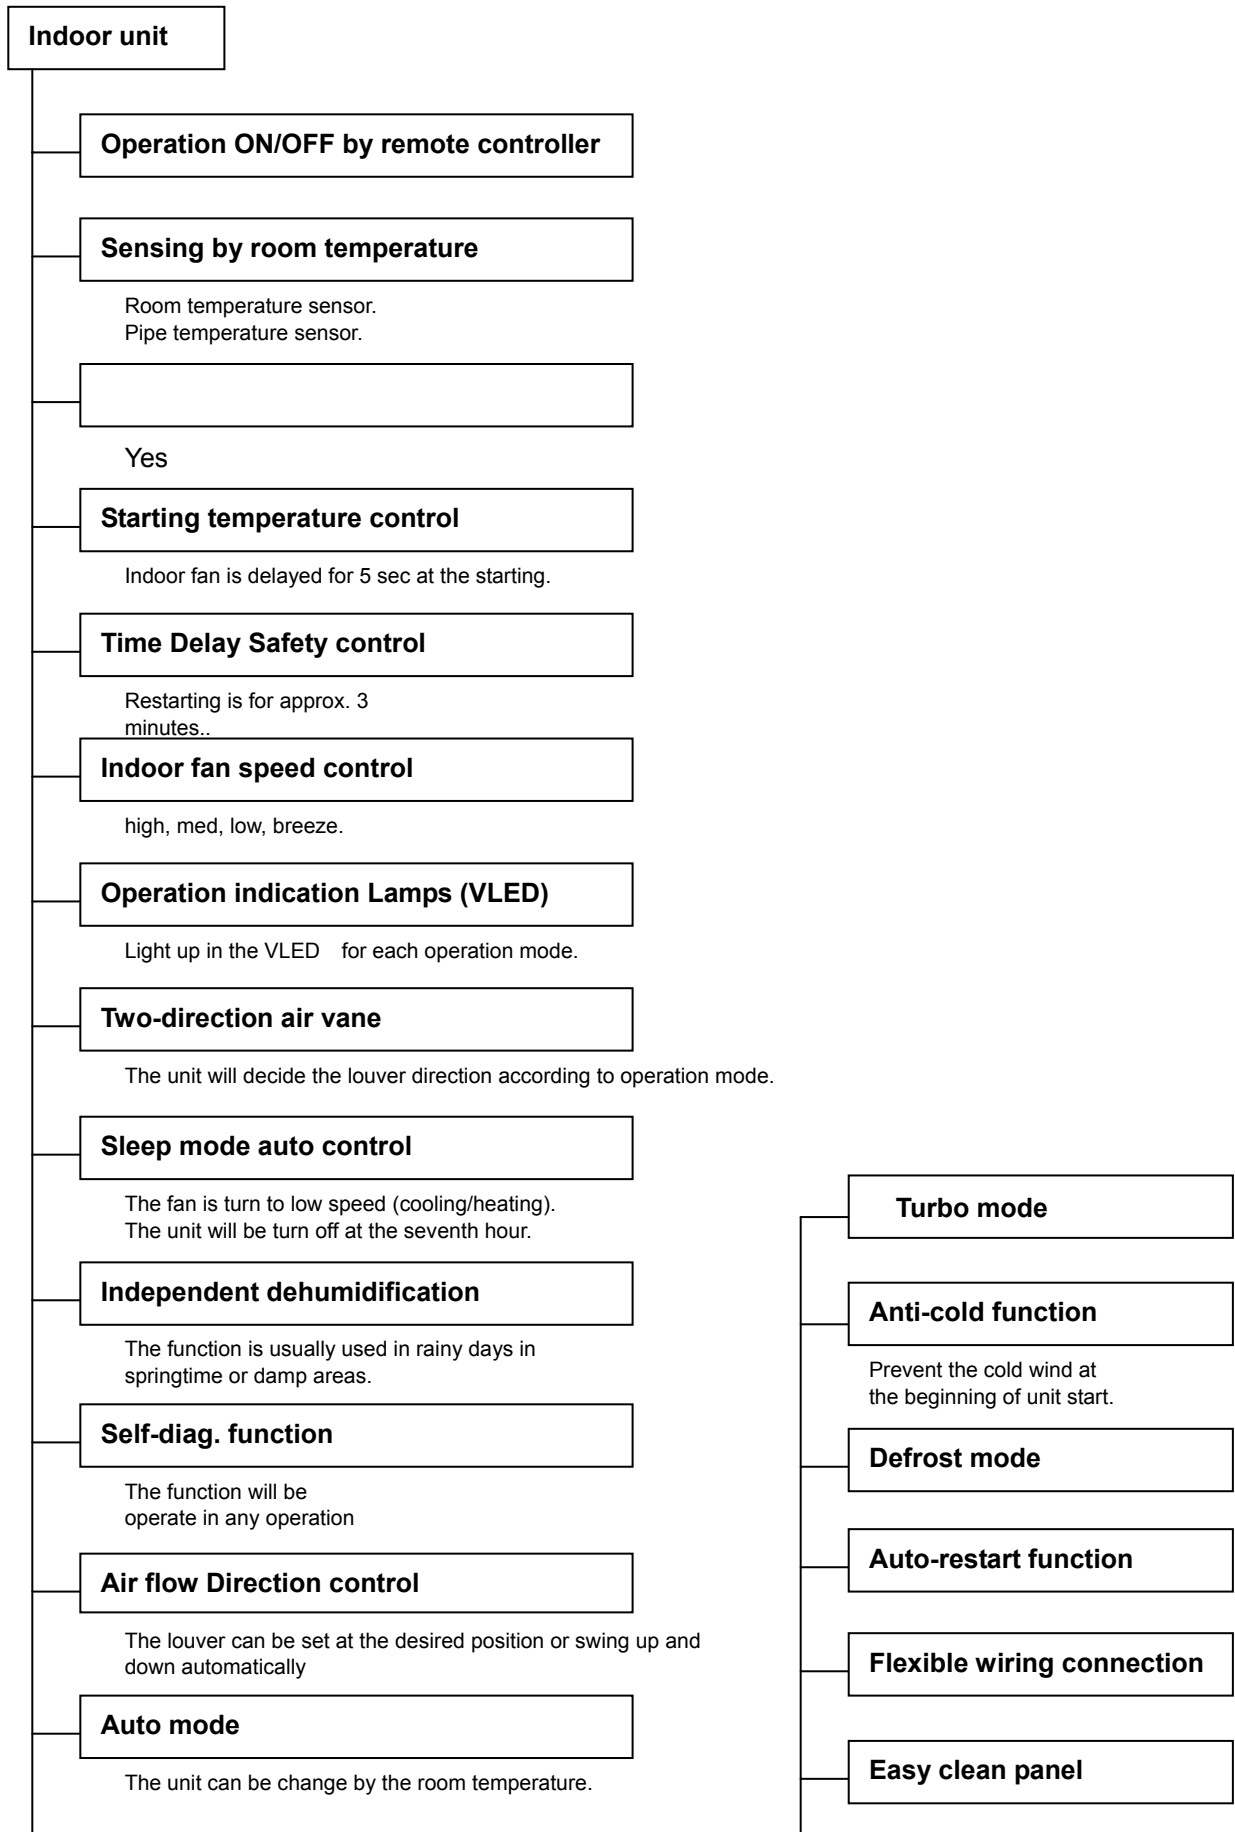 Indoor unit
Operation ON/OFF by remote controller
Sensing by room temperature
Room temperature sensor.
Pipe temperature sensor.
Yes
Starting temperature control
Indoor fan is delayed for 5 sec at the starting.
Time Delay Safety control
Restarting is for approx. 3
minutes..
Indoor fan speed control
high, med, low, breeze.
Operation indication Lamps (VLED)
Light up in the VLED for each operation mode.
Two-direction air vane
The unit will decide the louver direction according to operation mode.
Sleep mode auto control
The fan is turn to low speed (cooling/heating).
The unit will be turn off at the seventh hour.
Independent dehumidification
The function is usually used in rainy days in
springtime or damp areas.
Self-diag. function
The function will be
operate in any operation
Air flow Direction control
The louver can be set at the desired position or swing up and
down automatically
Auto mode
The unit can be change by the room temperature.
Turbo mode
Anti-cold function
Prevent the cold wind at
the beginning of unit start.
Defrost mode
Auto-restart function
Flexible wiring connection
Easy clean panel